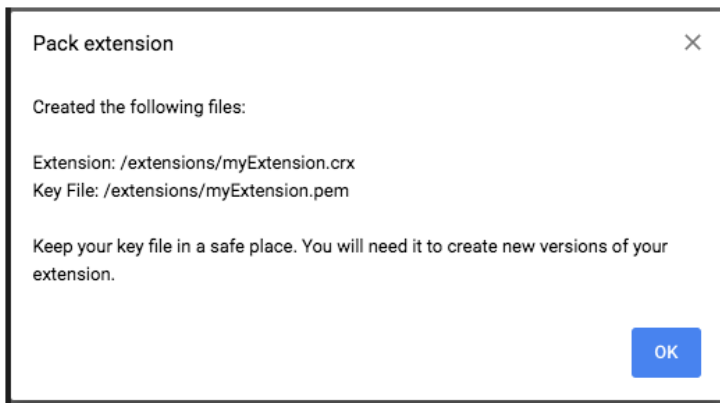 Pack extension
Created the following files:
Extension: /extensions/myExtension.crx
Key File: /extensions/myExtension.pem
Keep your key file in a safe place. You will need it to create new versions of your
extension.
OK